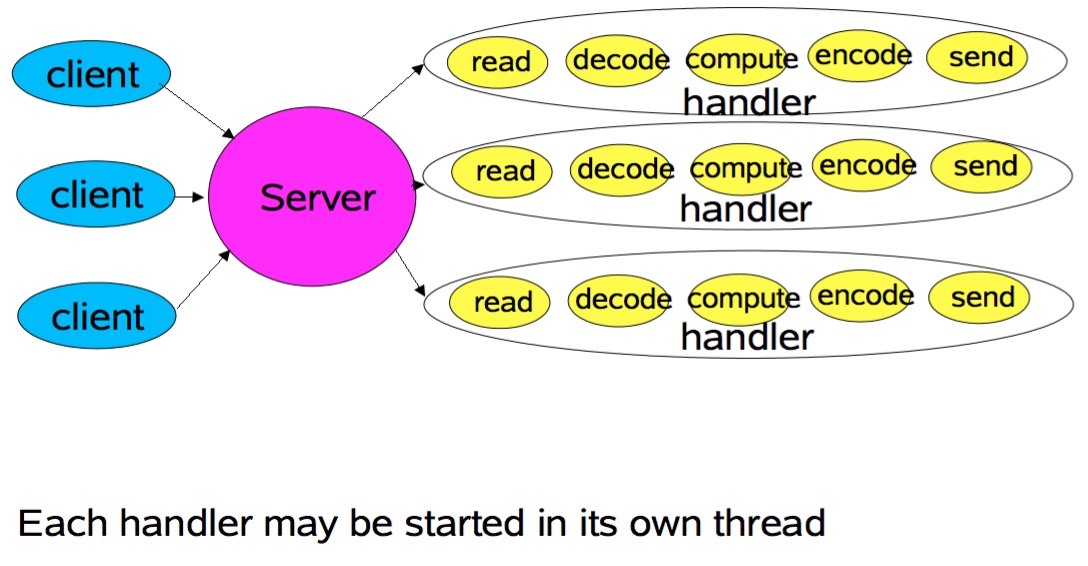 client
client
client
Server
read decode compute encode send
handler
read decode compute encode send
handler
read decode compute encode send
handler
Each handler may be started in its own thread